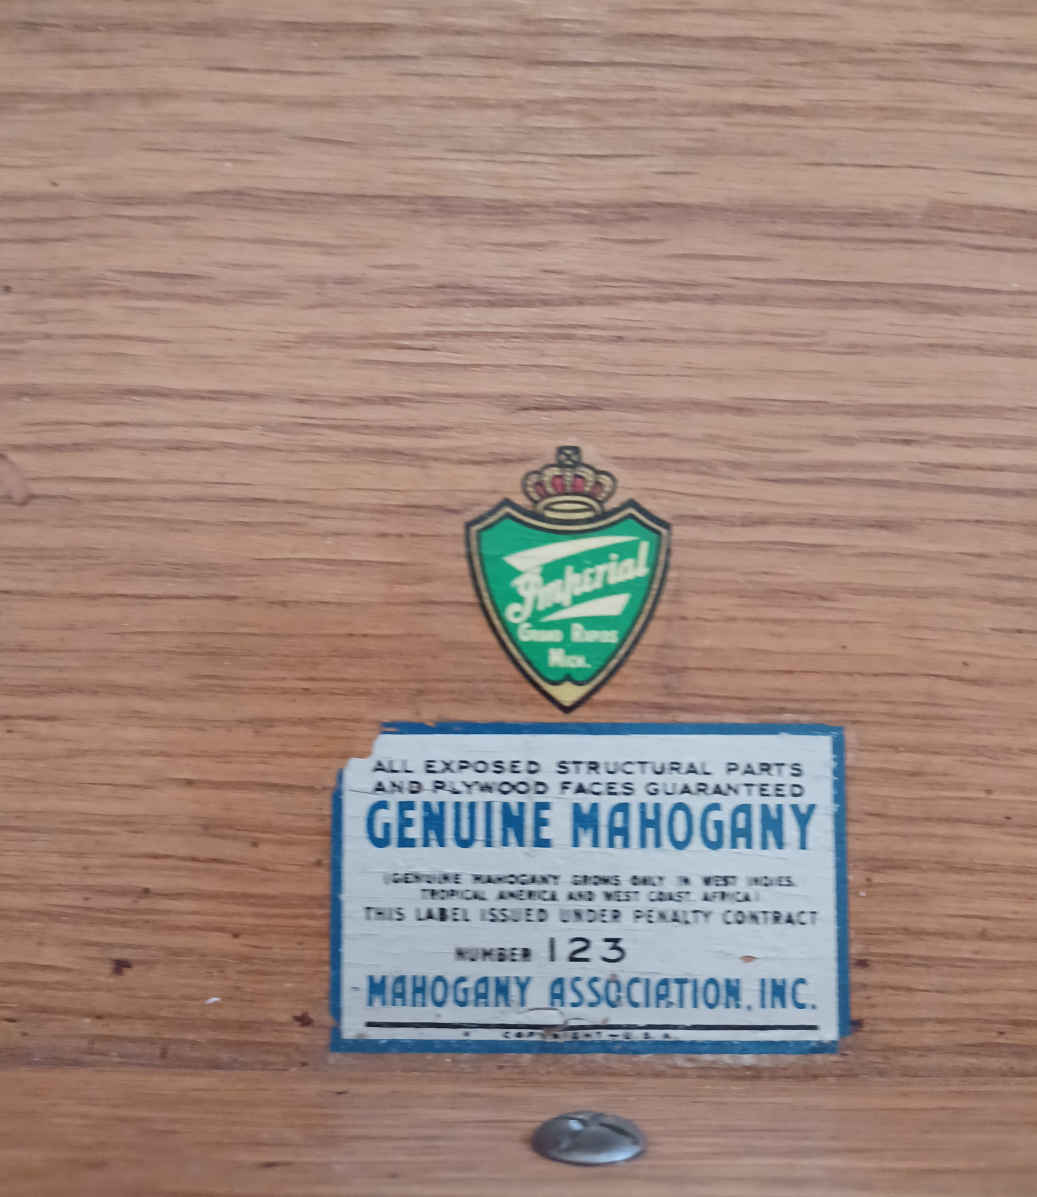 Imperial
GRAND RAPIDS
MICH.
ALL EXPOSED STRUCTURAL PARTS
AND PLYWOOD FACES GUARANTEED
GENUINE MAHOGANY
(GENUINE MAHOGANY GROWS ONLY IN WEST INDIES,
TROPICAL AMERICA AND WEST COAST, AFRICA)
THIS LABEL ISSUED UNDER PENALTY CONTRACT
NUMBER 123
MAHOGANY ASSOCIATION, INC.
COPYRIGHT—U.S.A.